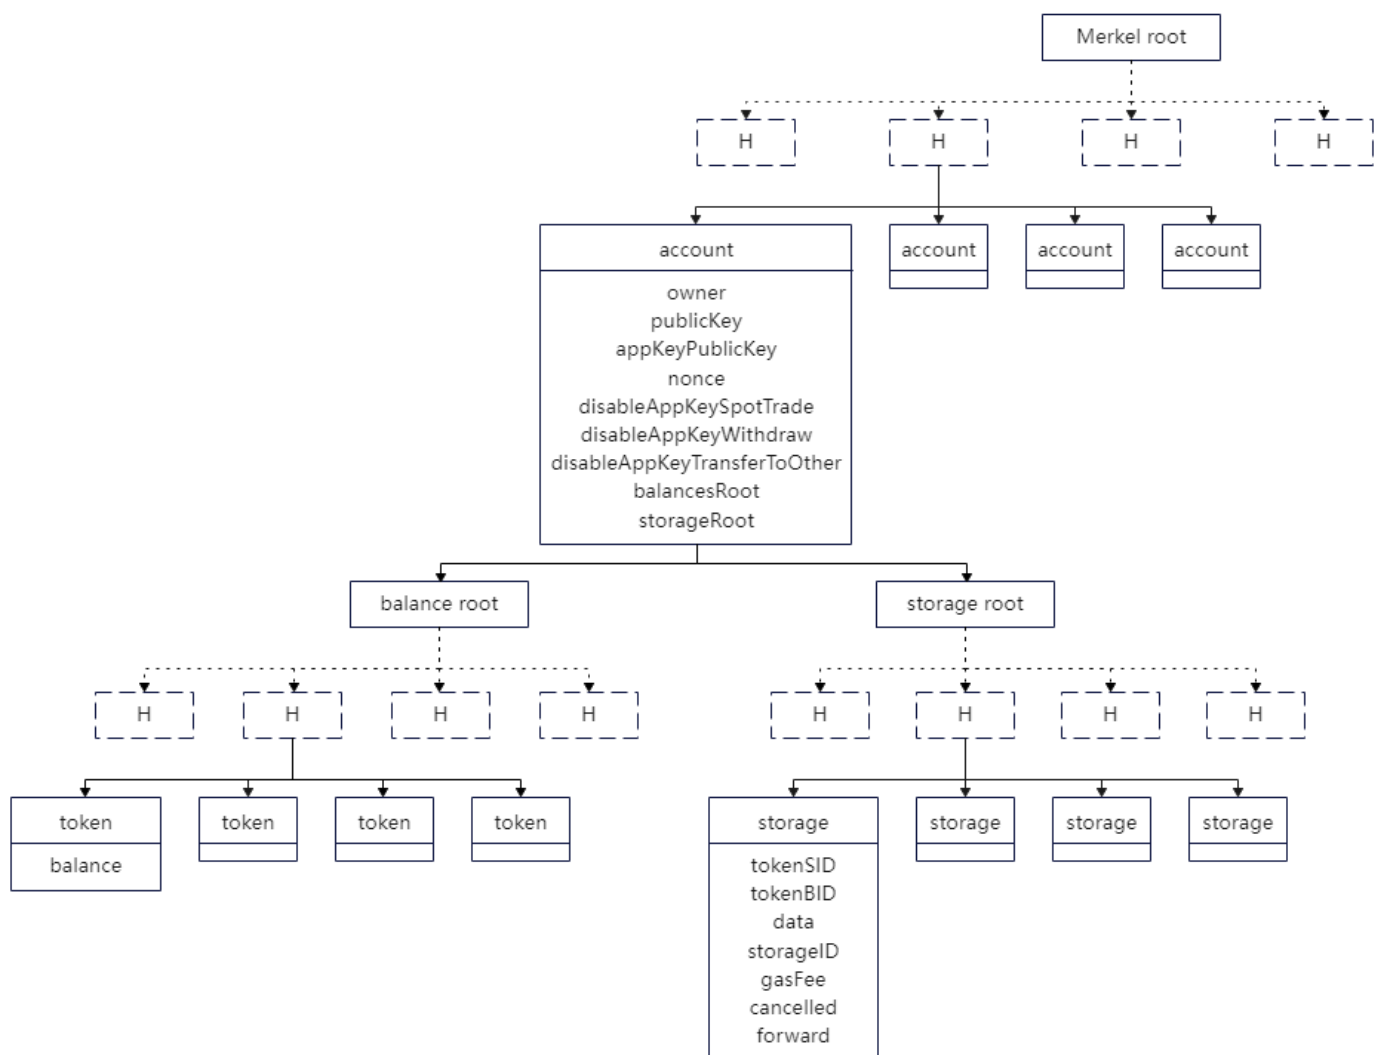 Merkel root
H
H
H
H
account
account
account
account
owner
publicKey
appKeyPublicKey
nonce
disableAppKeySpotTrade
disableAppKeyWithdraw
disableAppKeyTransferToOther
balancesRoot
storageRoot
balance root
storage root
H
H
H
H
H
H
H
H
token
token
token
token
storage
storage
storage
storage
balance
tokenSID
tokenBID
data
storageID
gasFee
cancelled
forward